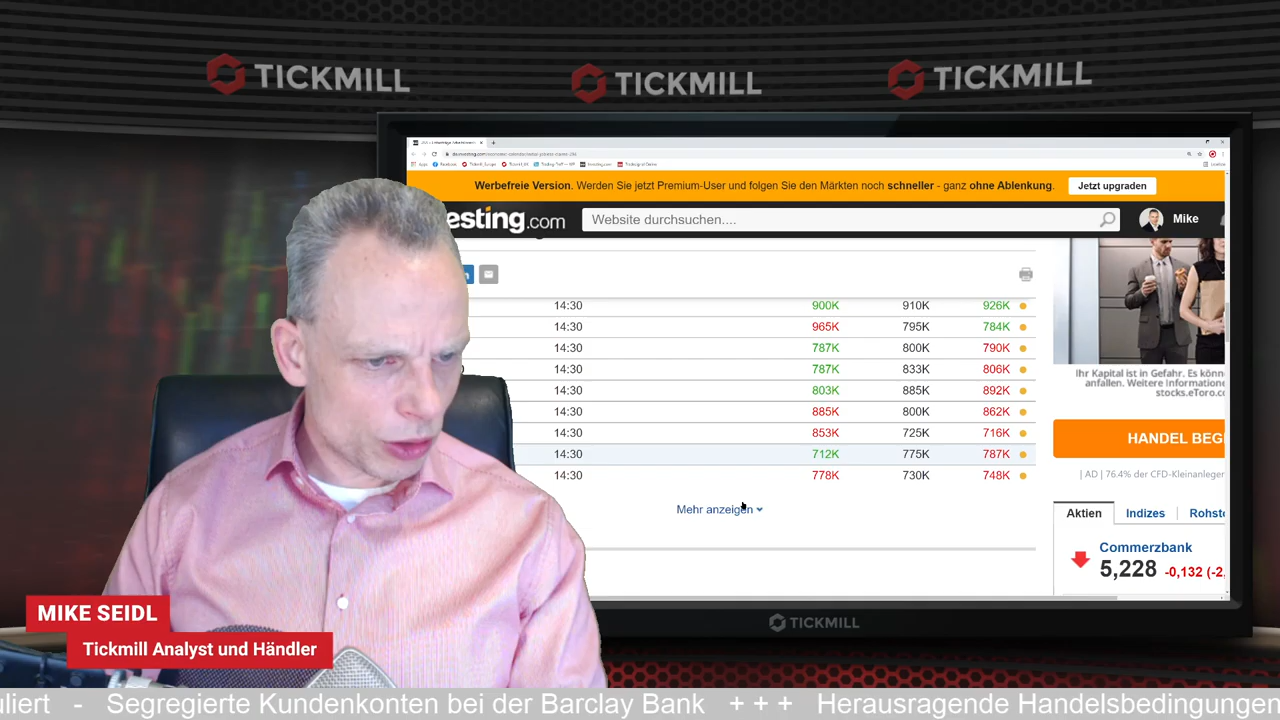 TICKMILL
TICKMILL
TICKMILL
Werbefreie Version. Werden Sie jetzt Premium-User und folgen Sie den Märkten noch schneller - ganz ohne Ablenkung.
Jetzt upgraden
esting.com
Website durchsuchen....
Mike
14:30 900K 910K 926K
14:30 965K 795K 784K
14:30 787K 800K 790K
14:30 787K 833K 806K
14:30 803K 885K 892K
14:30 885K 800K 862K
14:30 853K 725K 716K
14:30 712K 775K 787K
14:30 778K 730K 748K
Mehr anzeigen
Ihr Kapital ist in Gefahr. Es könn
anfallen. Weitere Informatione
stocks.eToro.c
HANDEL BEG
| AD | 76.4% der CFD-Kleinanleger
Aktien Indizes Rohsto
Commerzbank
5,228 -0,132 (-2,
TICKMILL
MIKE SEIDL
Tickmill Analyst und Händler
uliert - Segregierte Kundenkonten bei der Barclay Bank + + + Herausragende Handelsbedingungen